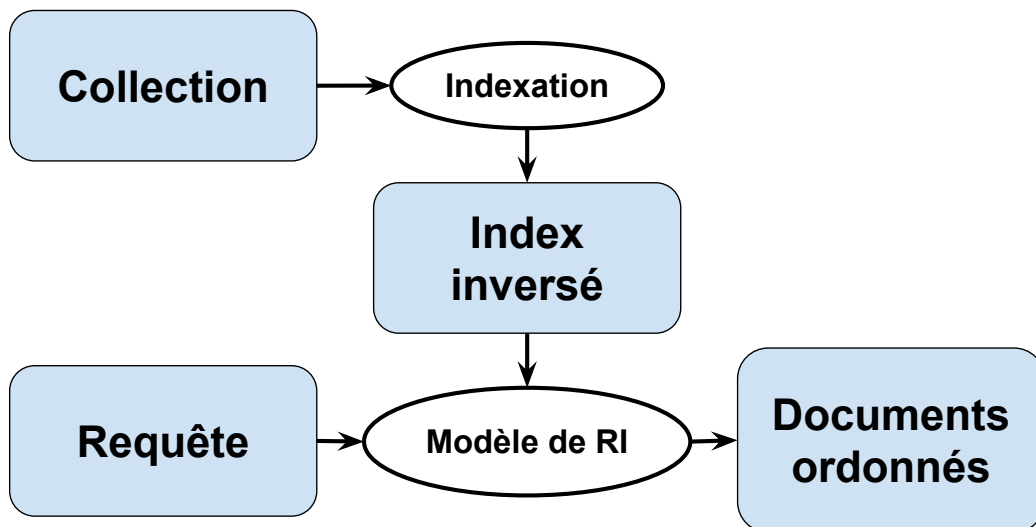 Collection
Indexation
Index
inversé
Requête
Modèle de RI
Documents
ordonnés